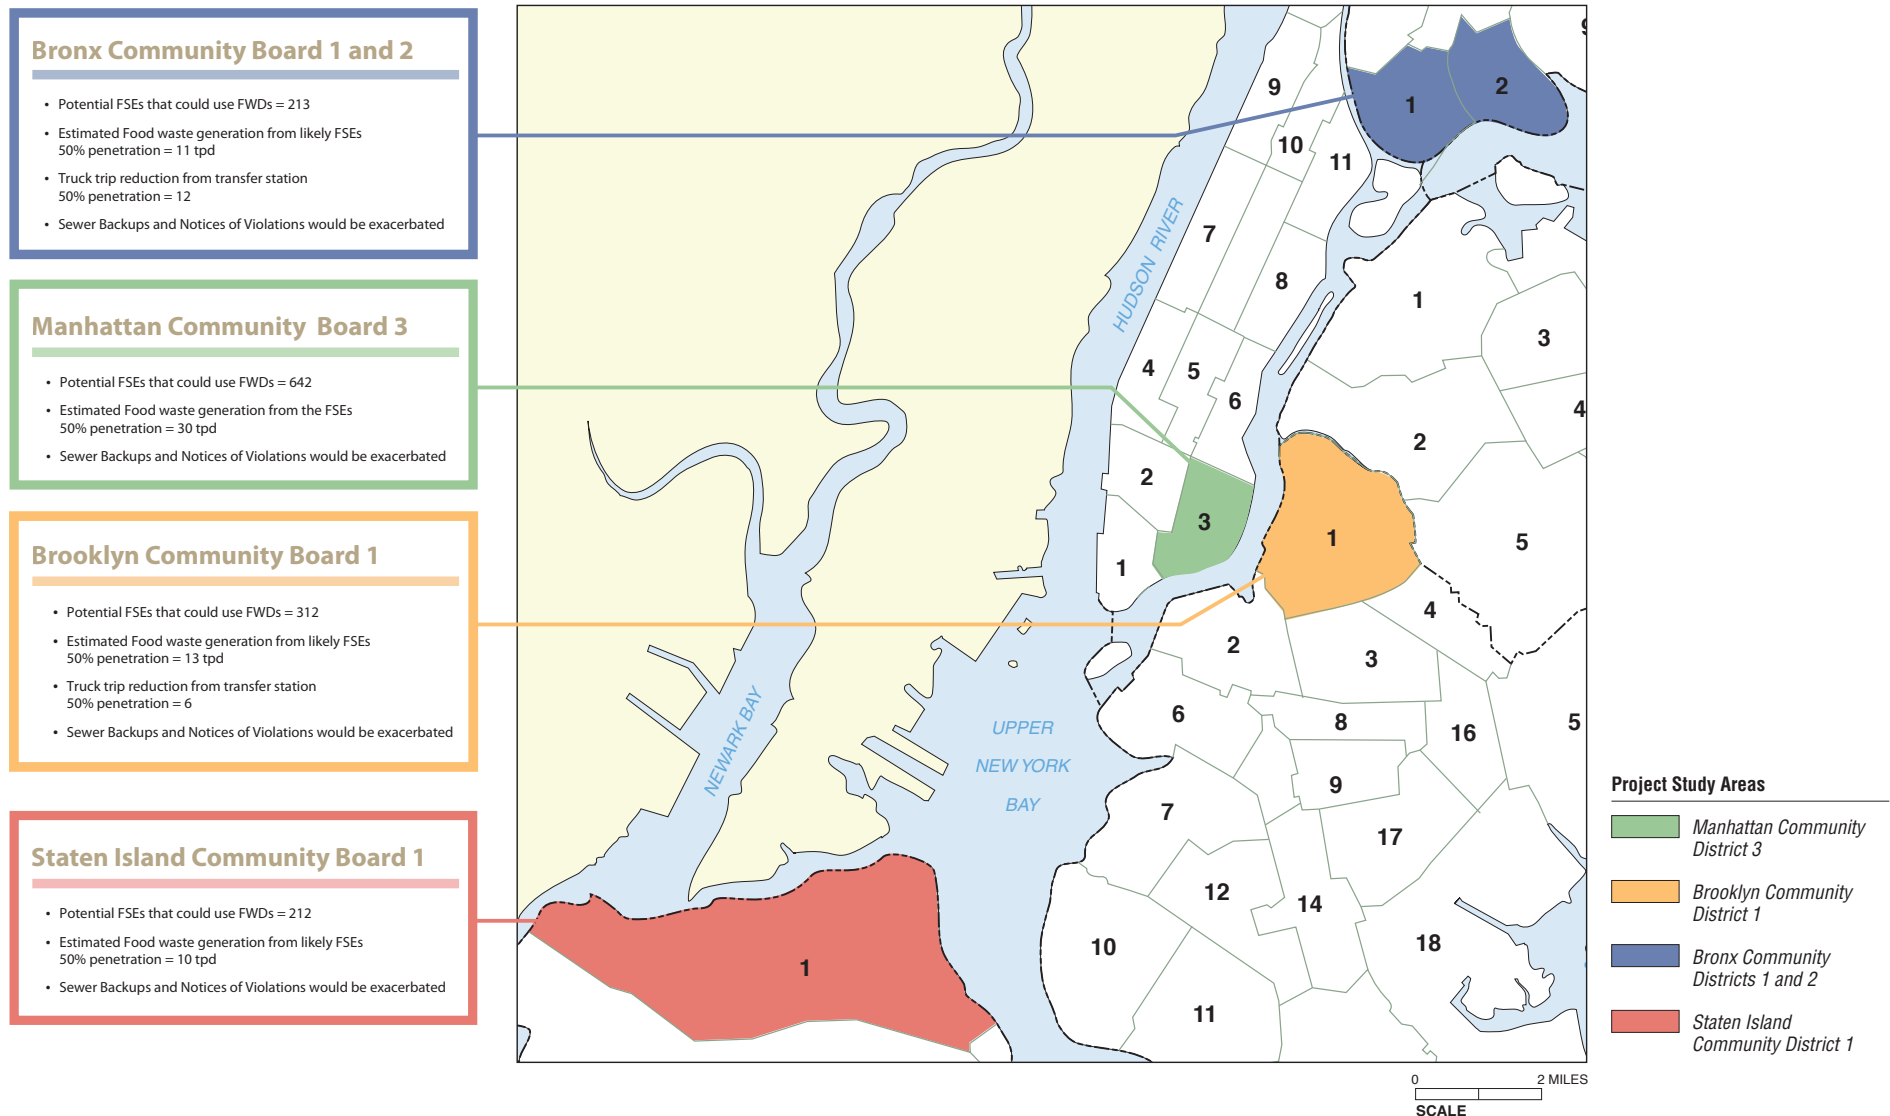 Bronx Community Board 1 and 2
• Potential FSEs that could use FWDs = 213
• Estimated Food waste generation from likely FSEs
50% penetration = 11 tpd
• Truck trip reduction from transfer station
50% penetration = 12
• Sewer Backups and Notices of Violations would be exacerbated
Manhattan Community Board 3
• Potential FSEs that could use FWDs = 642
• Estimated Food waste generation from the FSEs
50% penetration = 30 tpd
• Sewer Backups and Notices of Violations would be exacerbated
Brooklyn Community Board 1
• Potential FSEs that could use FWDs = 312
• Estimated Food waste generation from likely FSEs
50% penetration = 13 tpd
• Truck trip reduction from transfer station
50% penetration = 6
• Sewer Backups and Notices of Violations would be exacerbated
Staten Island Community Board 1
• Potential FSEs that could use FWDs = 212
• Estimated Food waste generation from likely FSEs
50% penetration = 10 tpd
• Sewer Backups and Notices of Violations would be exacerbated
9
9
2
1
10
11
7
8
HUDSON RIVER
1
3
4
5
6
4
2
2
3
1
5
1
4
2
3
6
8
16
5
UPPER
NEW YORK
BAY
NEWARK BAY
9
7
17
12
14
18
10
1
11
Project Study Areas
Manhattan Community
District 3
Brooklyn Community
District 1
Bronx Community
Districts 1 and 2
Staten Island
Community District 1
0 2 MILES
SCALE